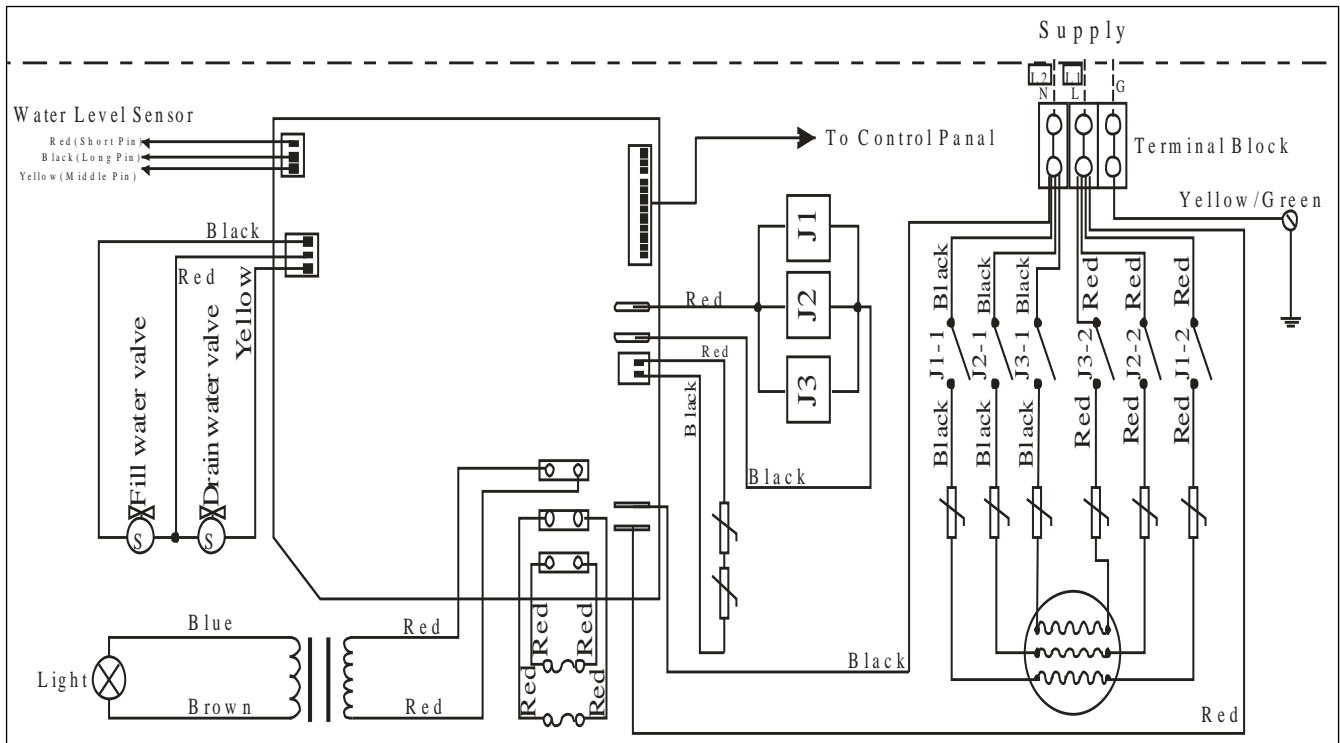 Supply
L2
L1
N
L
G
Water Level Sensor
Red(Short Pin)
Black(Long Pin)
Yellow(Middle Pin)
To Control Panel
Terminal Block
Yellow/Green
Black
Red
Yellow
Fill water valve
Drain water valve
S
S
J1
J2
J3
Red
Red
Black
Black
Black
Black
Black
Red
Red
Red
J1-1
J2-1
J3-1
J3-2
J2-2
J1-2
Black
Black
Black
Red
Red
Red
Light
Blue
Brown
Red
Red
Red
Red
Red
Red
Black
Red